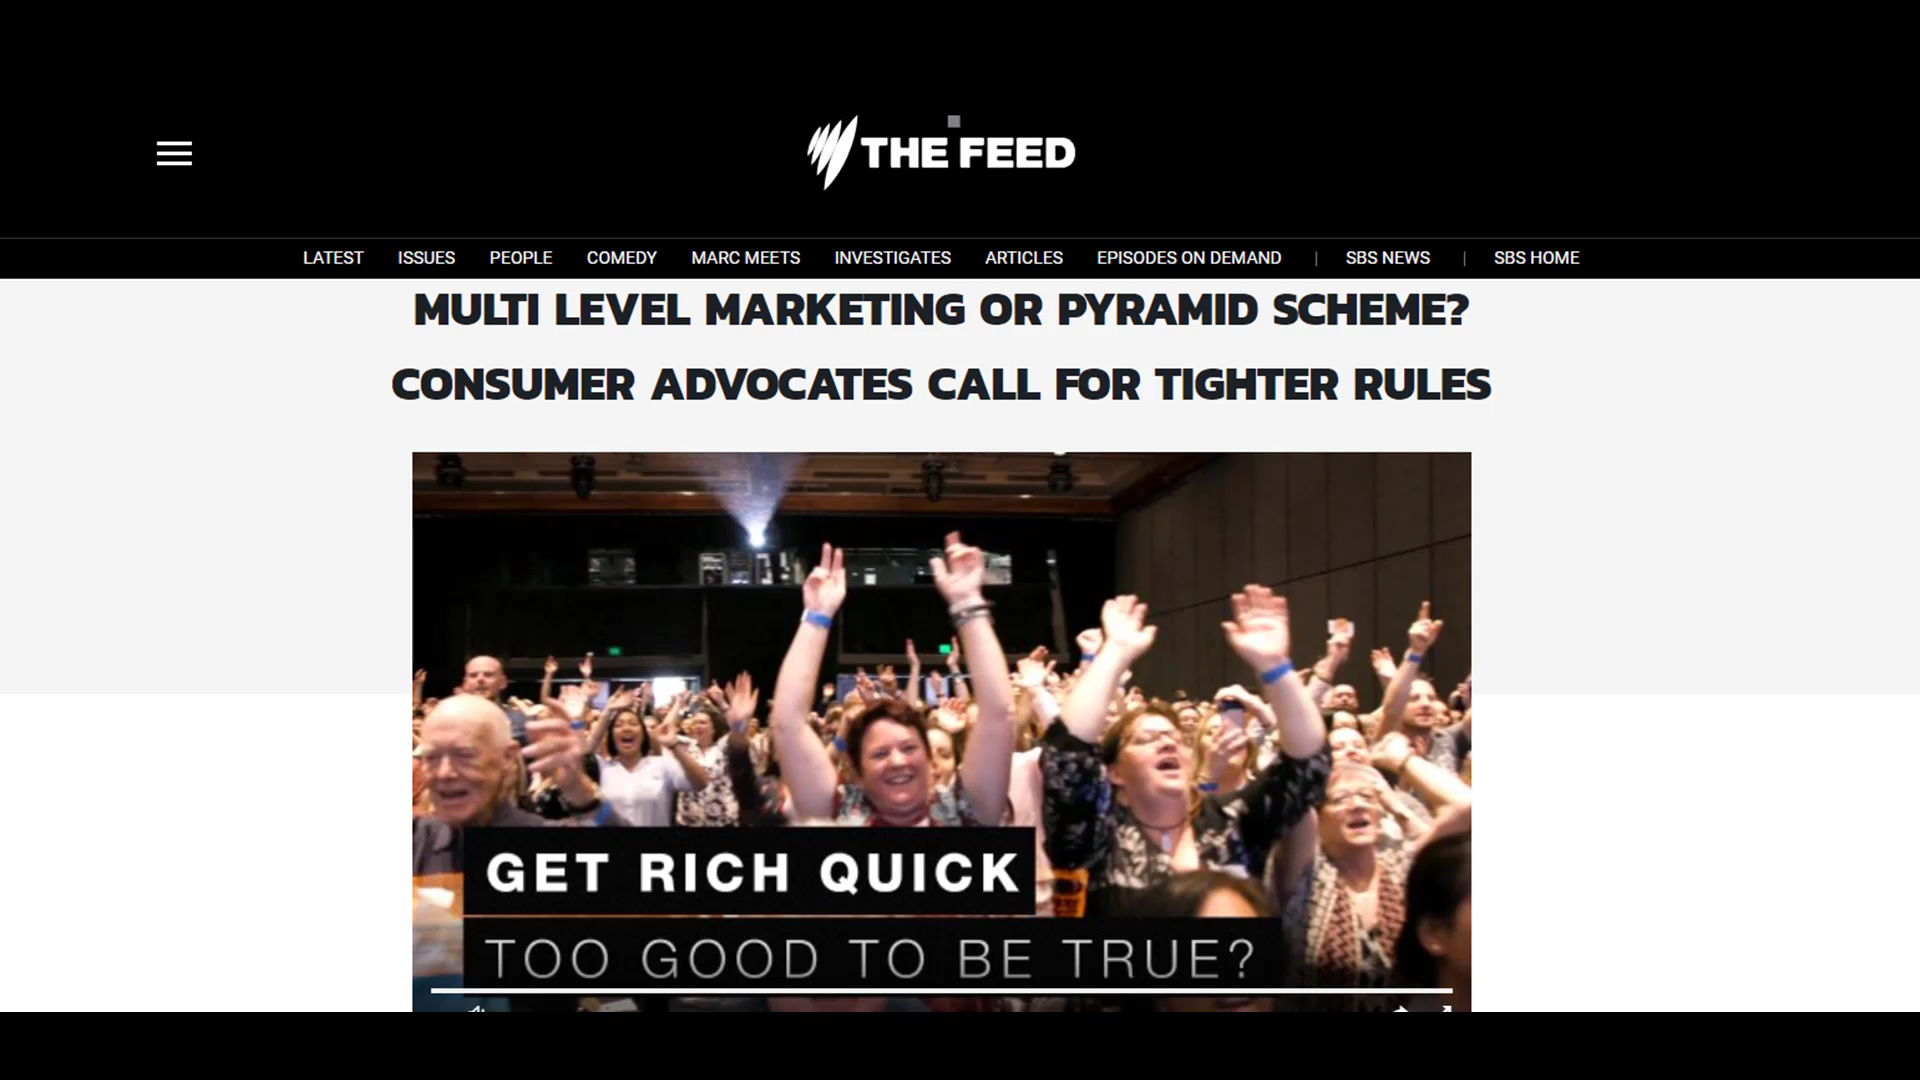 THE FEED
LATEST ISSUES PEOPLE COMEDY MARC MEETS INVESTIGATES ARTICLES EPISODES ON DEMAND | SBS NEWS | SBS HOME
MULTI LEVEL MARKETING OR PYRAMID SCHEME?
CONSUMER ADVOCATES CALL FOR TIGHTER RULES
GET RICH QUICK
TOO GOOD TO BE TRUE?